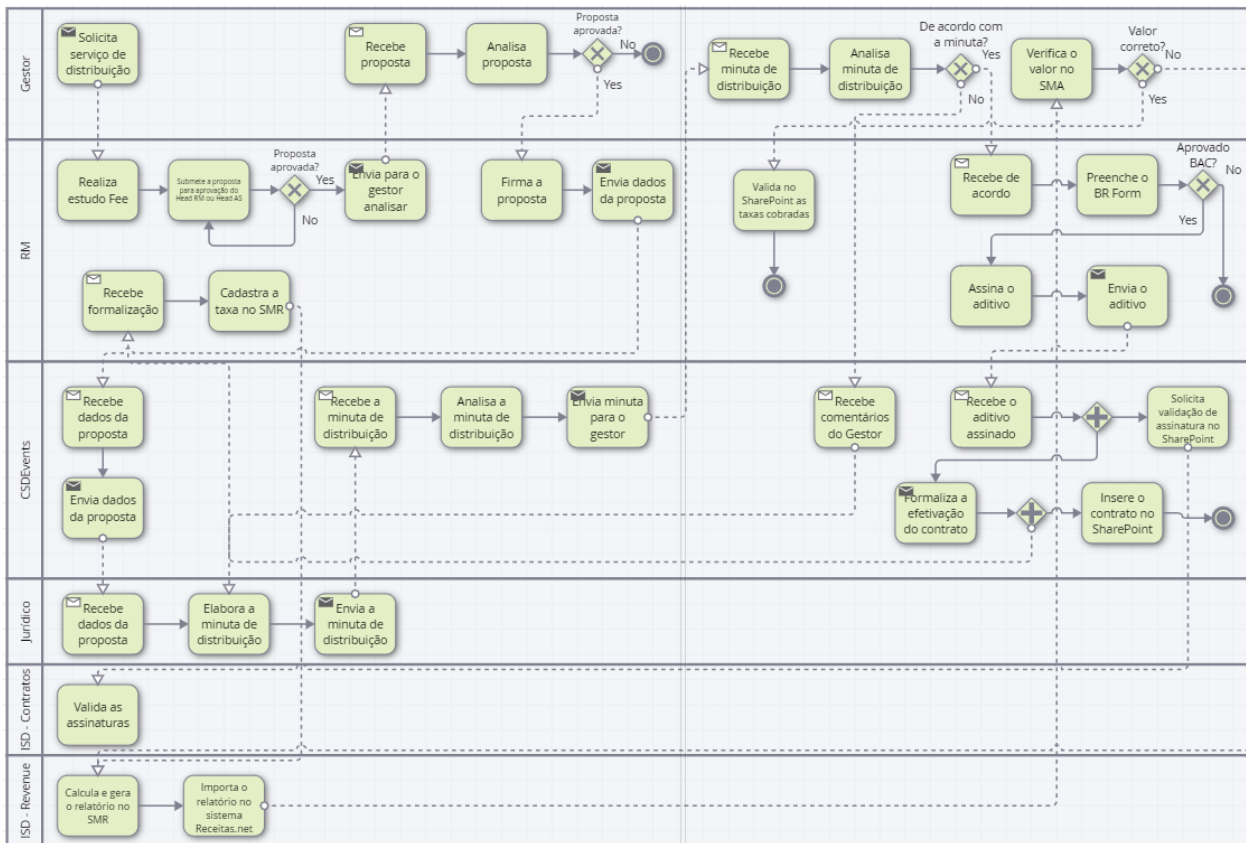 Gestor
Solicita
serviço de
distribuição
Recebe
proposta
Analisa
proposta
Proposta
aprovada?
No
Yes
Recebe
minuta de
distribuição
Analisa
minuta de
distribuição
De acordo com
a minuta?
Yes
No
Verifica o
valor no
SMA
Valor
correto?
No
Yes
RM
Realiza
estudo Fee
Submete a proposta
para aprovação do
Head RM ou Head AS
Proposta
aprovada?
Yes
No
Envia para o
gestor
analisar
Firma a
proposta
Envia dados
da proposta
Valida no
SharePoint as
taxas cobradas
Recebe de
acordo
Preenche o
BR Form
Aprovado
BAC?
No
Yes
Recebe
formalização
Cadastra a
taxa no SMR
Assina o
aditivo
Envia o
aditivo
CSDEvents
Recebe
dados da
proposta
Recebe a
minuta de
distribuição
Analisa a
minuta de
distribuição
Envia minuta
para o
gestor
Recebe
comentários
do Gestor
Recebe o
aditivo
assinado
Solicita
validação de
assinatura no
SharePoint
Envia dados
da proposta
Formaliza a
efetivação
do contrato
Insere o
contrato no
SharePoint
Jurídico
Recebe
dados da
proposta
Elabora a
minuta de
distribuição
Envia a
minuta de
distribuição
ISD - Contratos
Valida as
assinaturas
ISD - Revenue
Calcula e gera
o relatório no
SMR
Importa o
relatório no
sistema
Receitas.net